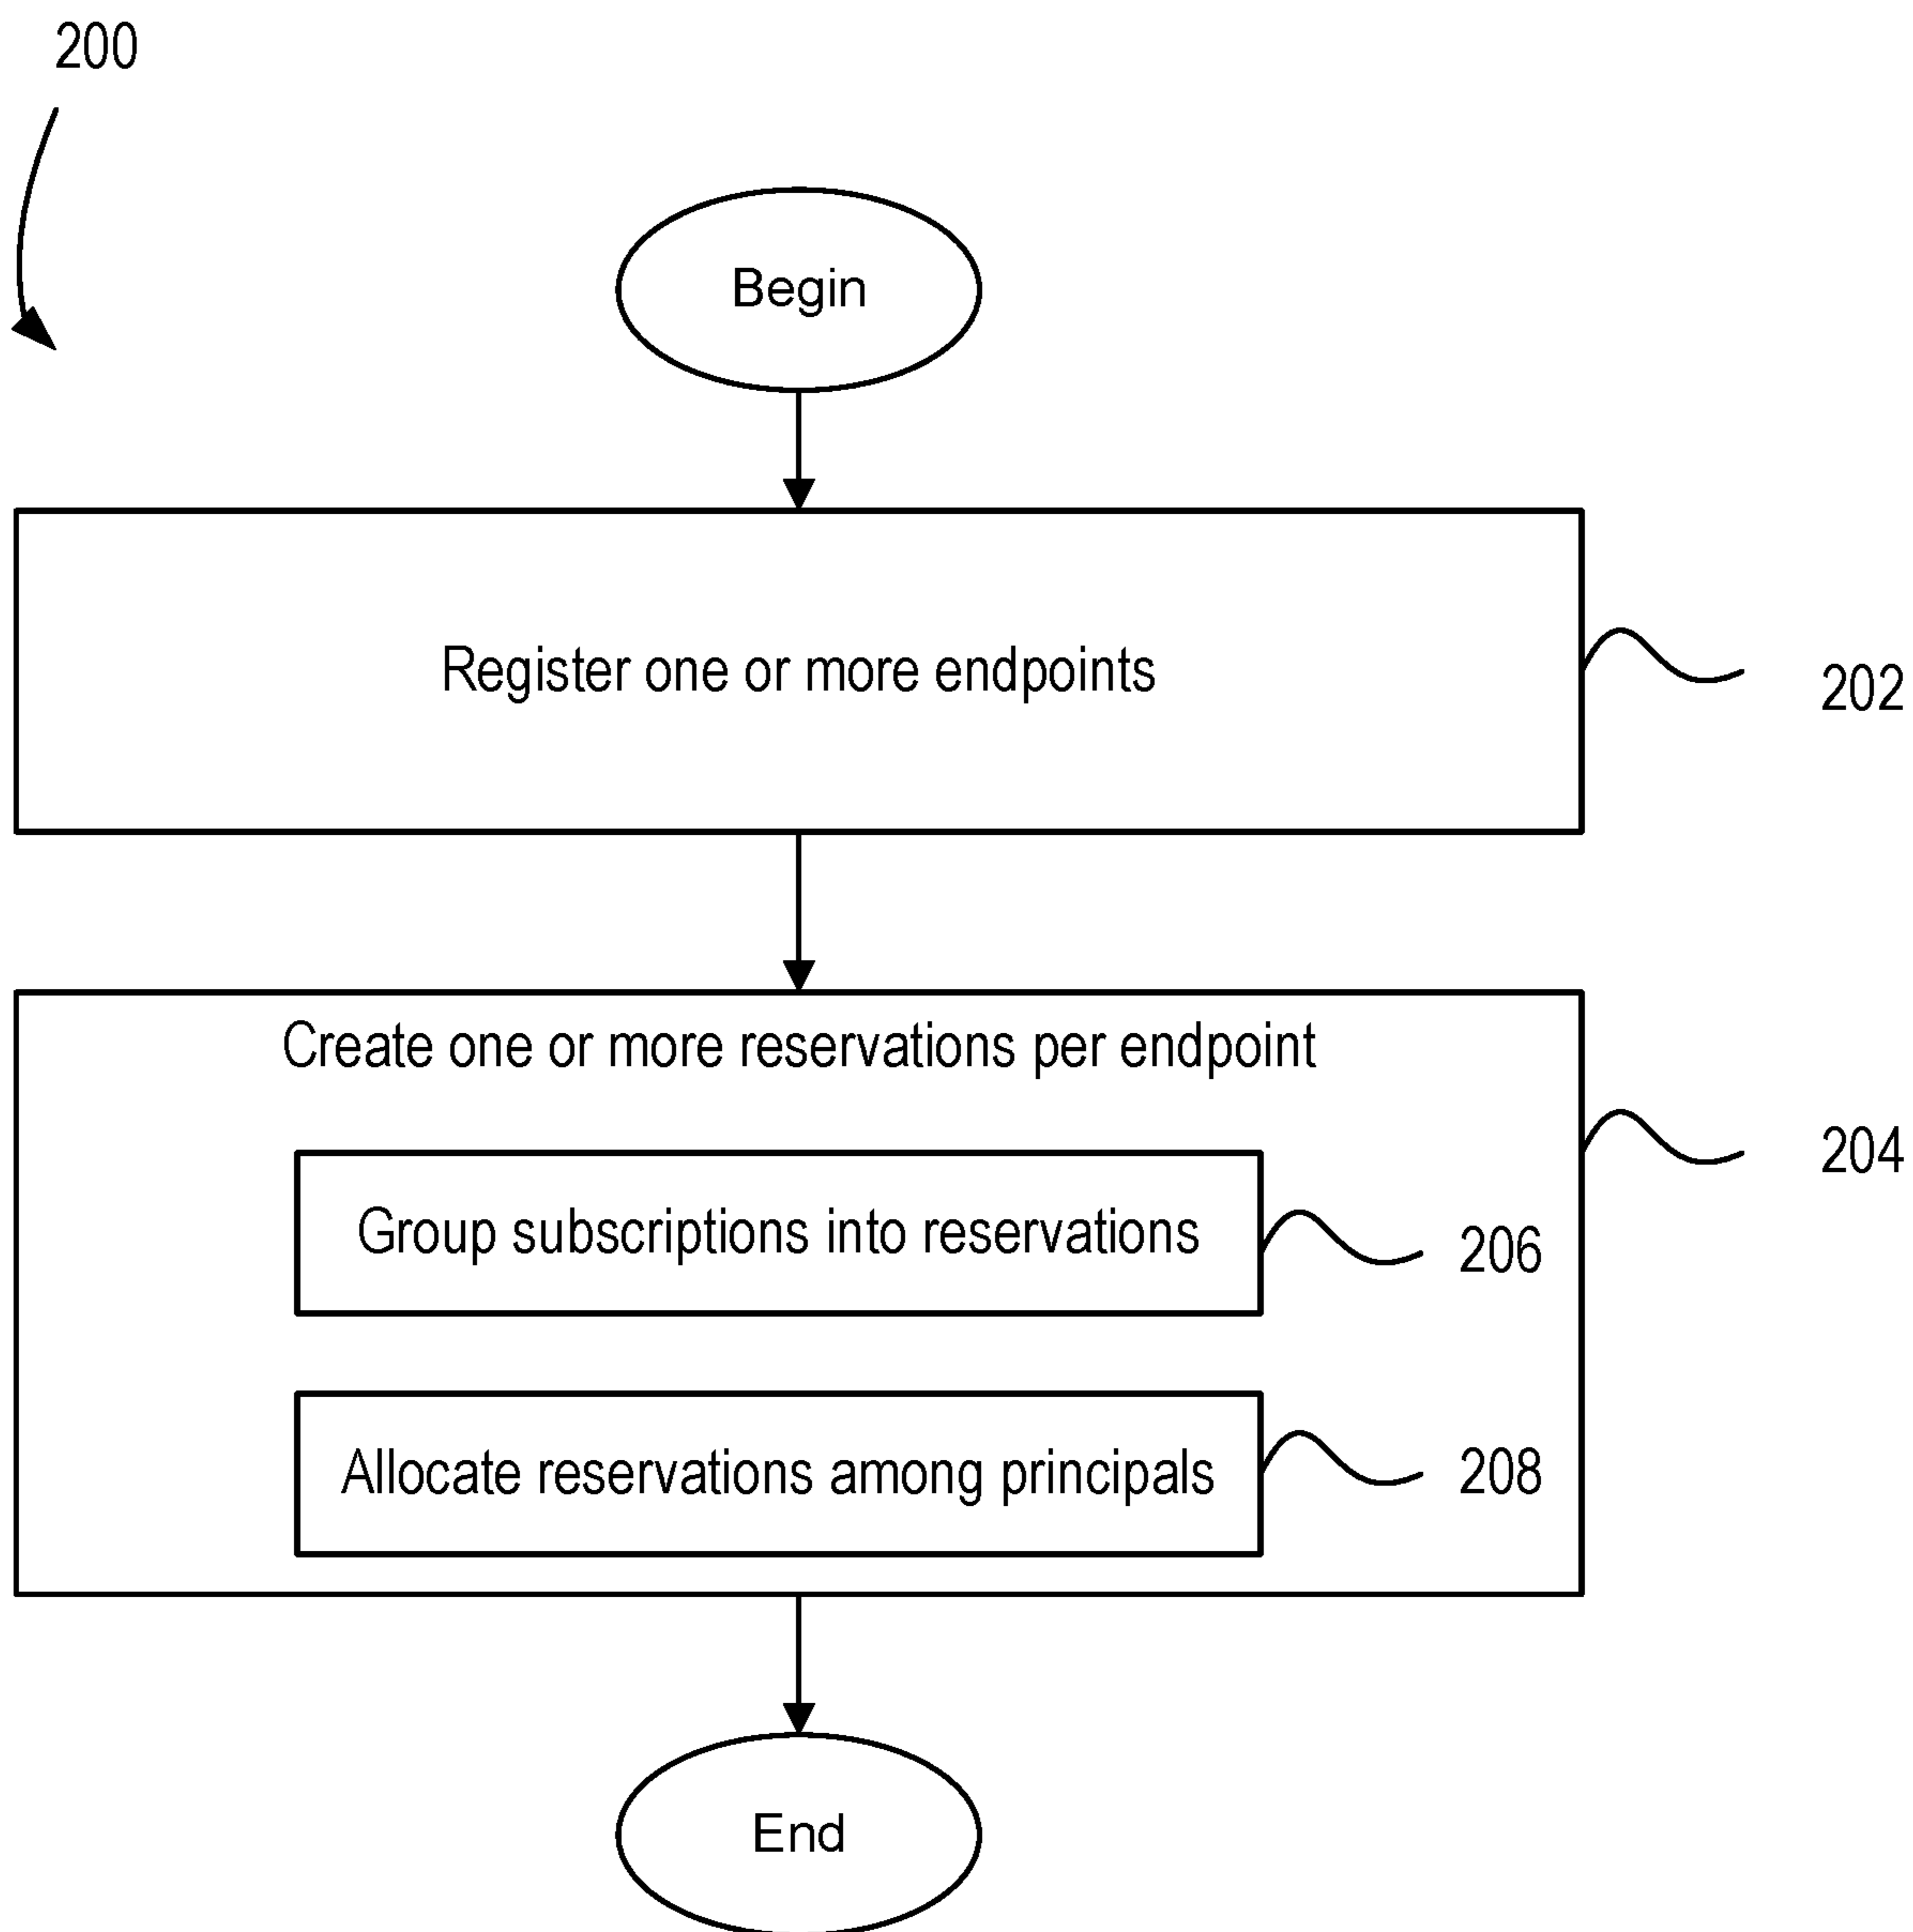 200
Begin
Register one or more endpoints
202
Create one or more reservations per endpoint
204
Group subscriptions into reservations
206
Allocate reservations among principals
208
End